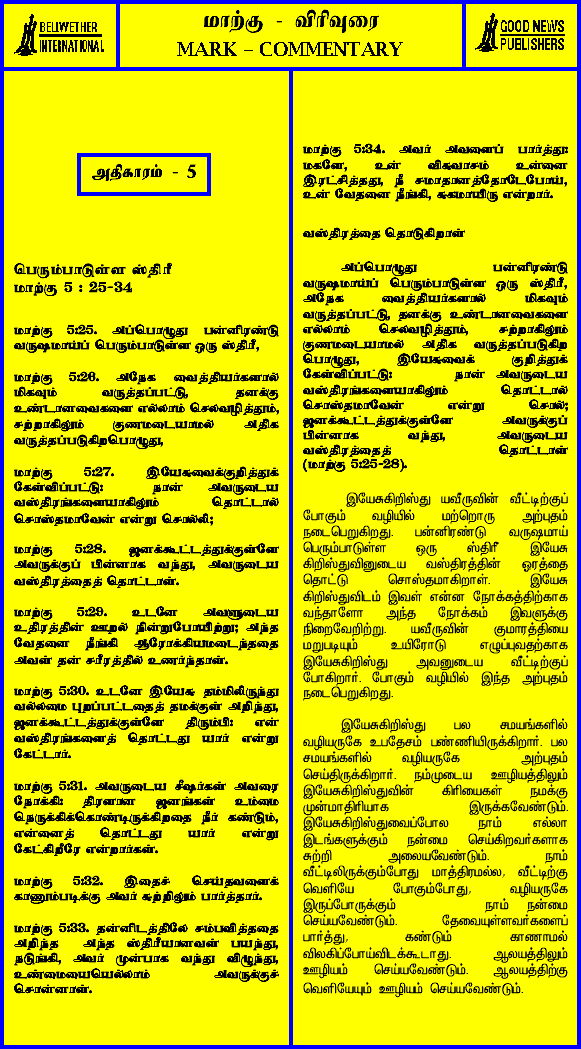 BELLWETHER
INTERNATIONAL
மாற்கு - விரிவுரை
MARK – COMMENTARY
GOOD NEWS
PUBLISHERS
அதிகாரம் - 5
பெரும்பாடுள்ள ஸ்திரீ
மாற்கு 5 : 25-34
மாற்கு 5:25. அப்பொழுது பன்னிரண்டு
வருஷமாய்ப் பெரும்பாடுள்ள ஒரு ஸ்திரீ,
மாற்கு 5:26. அநேக வைத்தியர்களால்
மிகவும் வருத்தப்பட்டு, தனக்கு
உண்டானவைகளை எல்லாம் செலவழித்தும்,
சற்றாகிலும் குணமடையாமல் அதிக
வருத்தப்படுகிறபொழுது,
மாற்கு 5:27. இயேசுவைக்குறித்துக்
கேள்விப்பட்டு: நான் அவருடைய
வஸ்திரங்களையாகிலும் தொட்டால்
சொஸ்தமாவேன் என்று சொல்லி;
மாற்கு 5:28. ஜனக்கூட்டத்துக்குள்ளே
அவருக்குப் பின்னாக வந்து, அவருடைய
வஸ்திரத்தைத் தொட்டாள்.
மாற்கு 5:29. உடனே அவளுடைய
உதிரத்தின் ஊறல் நின்றுபோயிற்று; அந்த
வேதனை நீங்கி ஆரோக்கியமடைந்ததை
அவள் தன் சரீரத்தில் உணர்ந்தாள்.
மாற்கு 5:30. உடனே இயேசு தம்மிலிருந்து
வல்லமை புறப்பட்டதைத் தமக்குள் அறிந்து,
ஜனக்கூட்டத்துக்குள்ளே திரும்பி: என்
வஸ்திரங்களைத் தொட்டது யார் என்று
கேட்டார்.
மாற்கு 5:31. அவருடைய சீஷர்கள் அவரை
நோக்கி: திரளான ஜனங்கள் உம்மை
நெருக்கிக்கொண்டிருக்கிறதை நீர் கண்டும்,
என்னைத் தொட்டது யார் என்று
கேட்கிறீரே என்றார்கள்.
மாற்கு 5:32. இதைச் செய்தவளைக்
காணும்படிக்கு அவர் சுற்றிலும் பார்த்தார்.
மாற்கு 5:33. தன்னிடத்திலே சம்பவித்ததை
அறிந்த அந்த ஸ்திரீயானவள் பயந்து,
நடுங்கி, அவர் முன்பாக வந்து விழுந்து,
உண்மையையெல்லாம் அவருக்குச்
சொன்னாள்.
மாற்கு 5:34. அவர் அவளைப் பார்த்து:
மகளே, உன் விசுவாசம் உன்னை
இரட்சித்தது, நீ சமாதானத்தோடேபோய்,
உன் வேதனை நீங்கி, சுகமாயிரு என்றார்.
வஸ்திரத்தை தொடுகிறாள்
அப்பொழுது பன்னிரண்டு
வருஷமாய்ப் பெரும்பாடுள்ள ஒரு ஸ்திரீ,
அநேக வைத்தியர்களால் மிகவும்
வருத்தப்பட்டு, தனக்கு உண்டானவைகளை
எல்லாம் செலவழித்தும், சற்றாகிலும்
குணமடையாமல் அதிக வருத்தப்படுகிற
பொழுது, இயேசுவைக் குறித்துக்
கேள்விப்பட்டு: நான் அவருடைய
வஸ்திரங்களையாகிலும் தொட்டால்
சொஸ்தமாவேன் என்று சொல்;
ஜனக்கூட்டத்துக்குள்ளே அவருக்குப்
பின்னாக வந்து, அவருடைய
வஸ்திரத்தைத் தொட்டாள்
(மாற்கு 5:25-28).
இயேசுகிறிஸ்து யவீருவின் வீட்டிற்குப்
போகும் வழியில் மற்றொரு அற்புதம்
நடைபெறுகிறது. பன்னிரண்டு வருஷமாய்
பெரும்பாடுள்ள ஒரு ஸ்திரீ இயேசு
கிறிஸ்துவினுடைய வஸ்திரத்தின் ஓரத்தை
தொட்டு சொஸ்தமாகிறாள். இயேசு
கிறிஸ்துவிடம் இவள் என்ன நோக்கத்திற்காக
வந்தாளோ அந்த நோக்கம் இவளுக்கு
நிறைவேறிற்று. யவீருவின் குமாரத்தியை
மறுபடியும் உயிரோடு எழுப்புவதற்காக
இயேசுகிறிஸ்து அவனுடைய வீட்டிற்குப்
போகிறார். போகும் வழியில் இந்த அற்புதம்
நடைபெறுகிறது.
இயேசுகிறிஸ்து பல சமயங்களில்
வழியருகே உபதேசம் பண்ணியிருக்கிறார். பல
சமயங்களில் வழியருகே அற்புதம்
செய்திருக்கிறார். நம்முடைய ஊழியத்திலும்
இயேசுகிறிஸ்துவின் கிரியைகள் நமக்கு
முன்மாதிரியாக இருக்கவேண்டும்.
இயேசுகிறிஸ்துவைப்போல நாம் எல்லா
இடங்களுக்கும் நன்மை செய்கிறவர்களாக
சுற்றி அலையவேண்டும். நாம்
வீட்டிலிருக்கும்போது மாத்திரமல்ல, வீட்டிற்கு
வெளியே போகும்போது, வழியருகே
இருப்போருக்கும் நாம் நன்மை
செய்யவேண்டும். தேவையுள்ளவர்களைப்
பார்த்து, கண்டும் காணாமல்
விலகிப்போய்விடக்கூடாது. ஆலயத்திலும்
ஊழியம் செய்யவேண்டும். ஆலயத்திற்கு
வெளியேயும் ஊழியம் செய்யவேண்டும்.